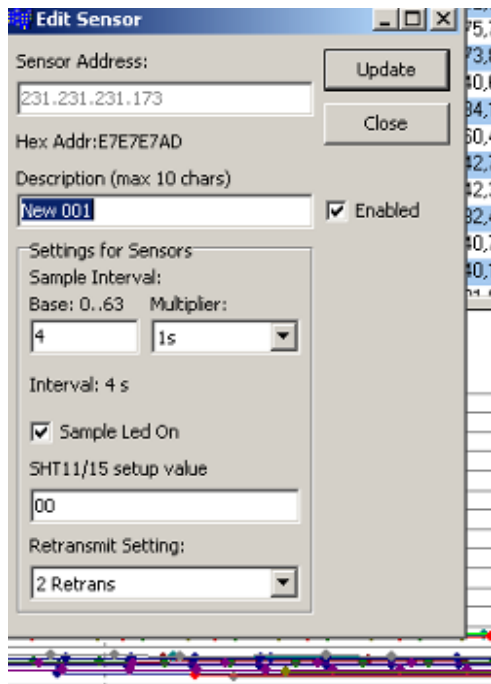 Edit Sensor
Sensor Address:
Update
231.231.231.173
Close
Hex Addr:E7E7E7AD
Description (max 10 chars)
New 001
Enabled
Settings for Sensors
Sample Interval:
Base: 0..63 Multiplier:
4 1s
Interval: 4 s
Sample Led On
SHT11/15 setup value
00
Retransmit Setting:
2 Retrans